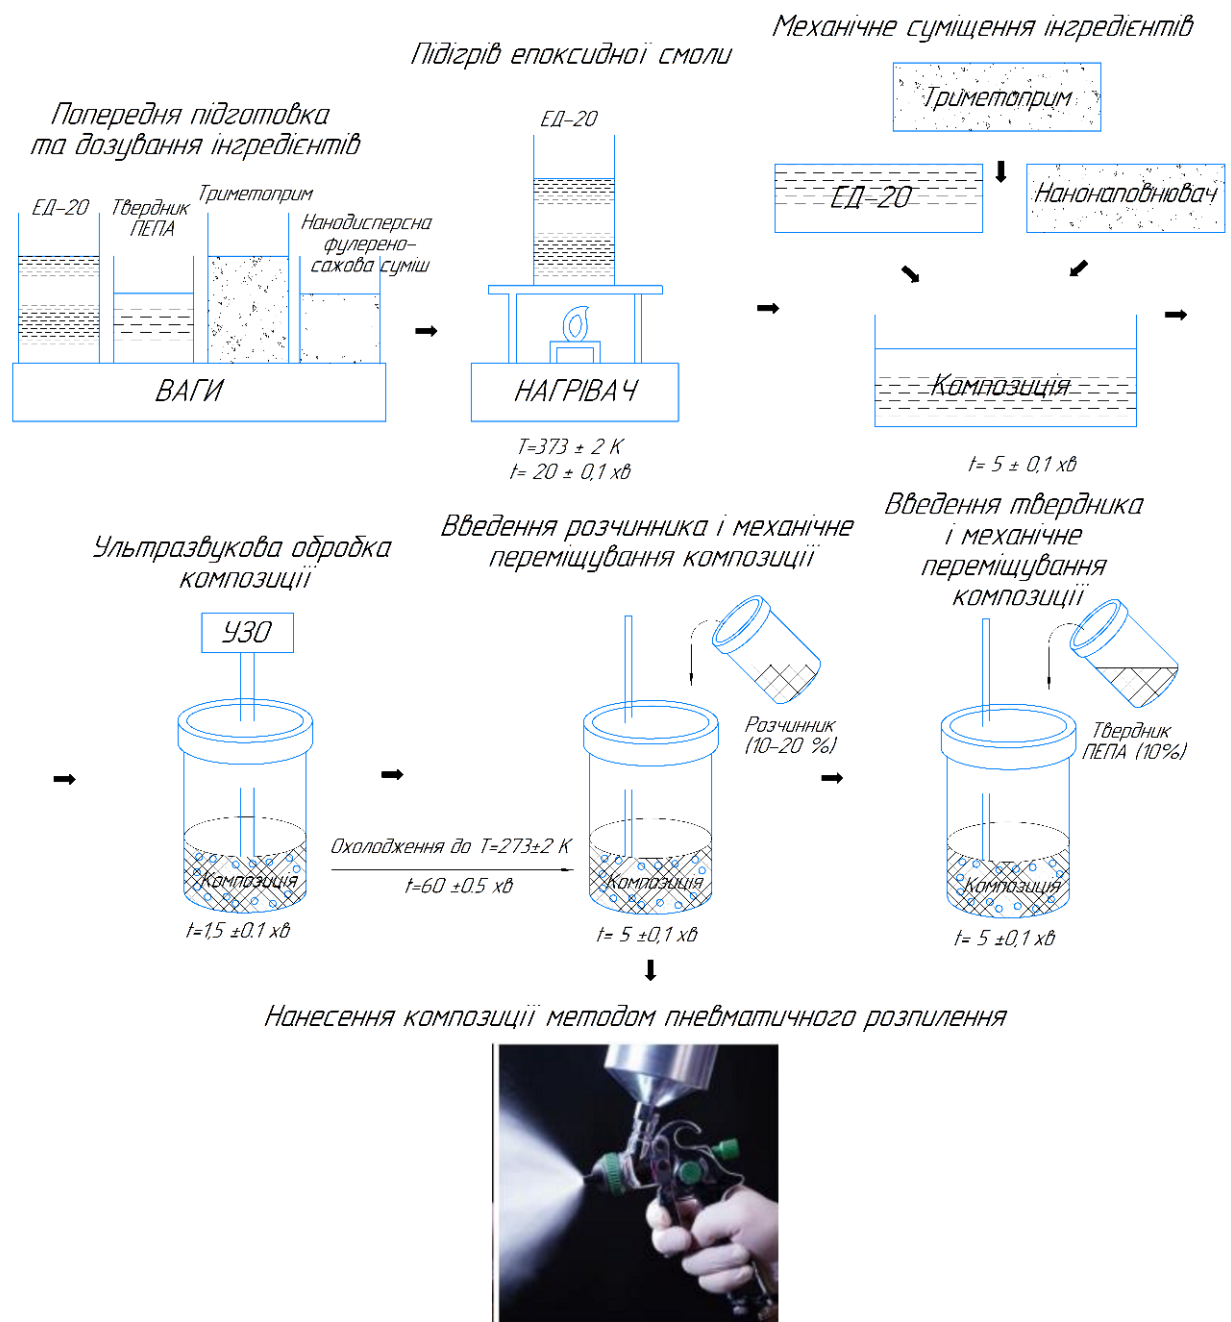 Попередня підготовка
та дозування інгредієнтів
ЕД-20
Твердник
ПЕПА
Триметоприм
Нанодисперсна
фулерено-
сажова суміш
ВАГИ
Підігрів епоксидної смоли
ЕД-20
НАГРІВАЧ
T=373 ± 2 К
t= 20 ± 0,1 хв
Механічне суміщення інгредієнтів
Триметоприм
ЕД-20
Нанонаповнювач
Композиція
t= 5 ± 0,1 хв
Ультразвукова обробка
композиції
УЗО
Композиція
t=1,5 ±0.1 хв
Охолодження до T=273±2 К
t=60 ±0.5 хв
Введення розчинника і механічне
переміщування композиції
Розчинник
(10-20 %)
Композиція
t= 5 ±0,1 хв
Введення твердника
і механічне
переміщування
композиції
Твердник
ПЕПА (10%)
Композиція
t= 5 ±0,1 хв
Нанесення композиції методом пневматичного розпилення